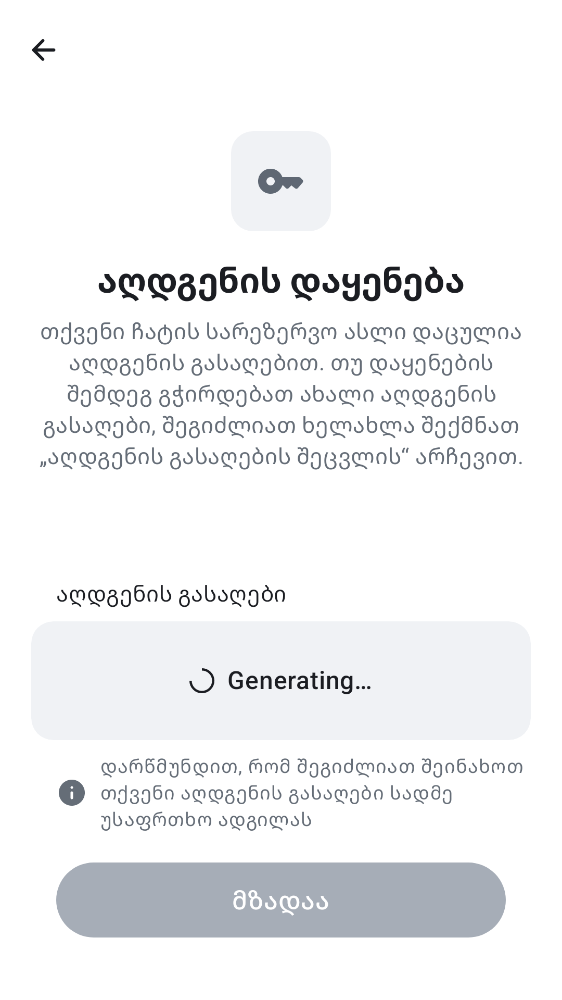 აღდგენის დაყენება
თქვენი ჩატის სარეზერვო ასლი დაცულია
აღდგენის გასაღებით. თუ დაყენების
შემდეგ გჭირდებათ ახალი აღდგენის
გასაღები, შეგიძლიათ ხელახლა შექმნათ
„აღდგენის გასაღების შეცვლის“ არჩევით.
აღდგენის გასაღები
Generating…
დარწმუნდით, რომ შეგიძლიათ შეინახოთ
თქვენი აღდგენის გასაღები სადმე
უსაფრთხო ადგილას
მზადაა